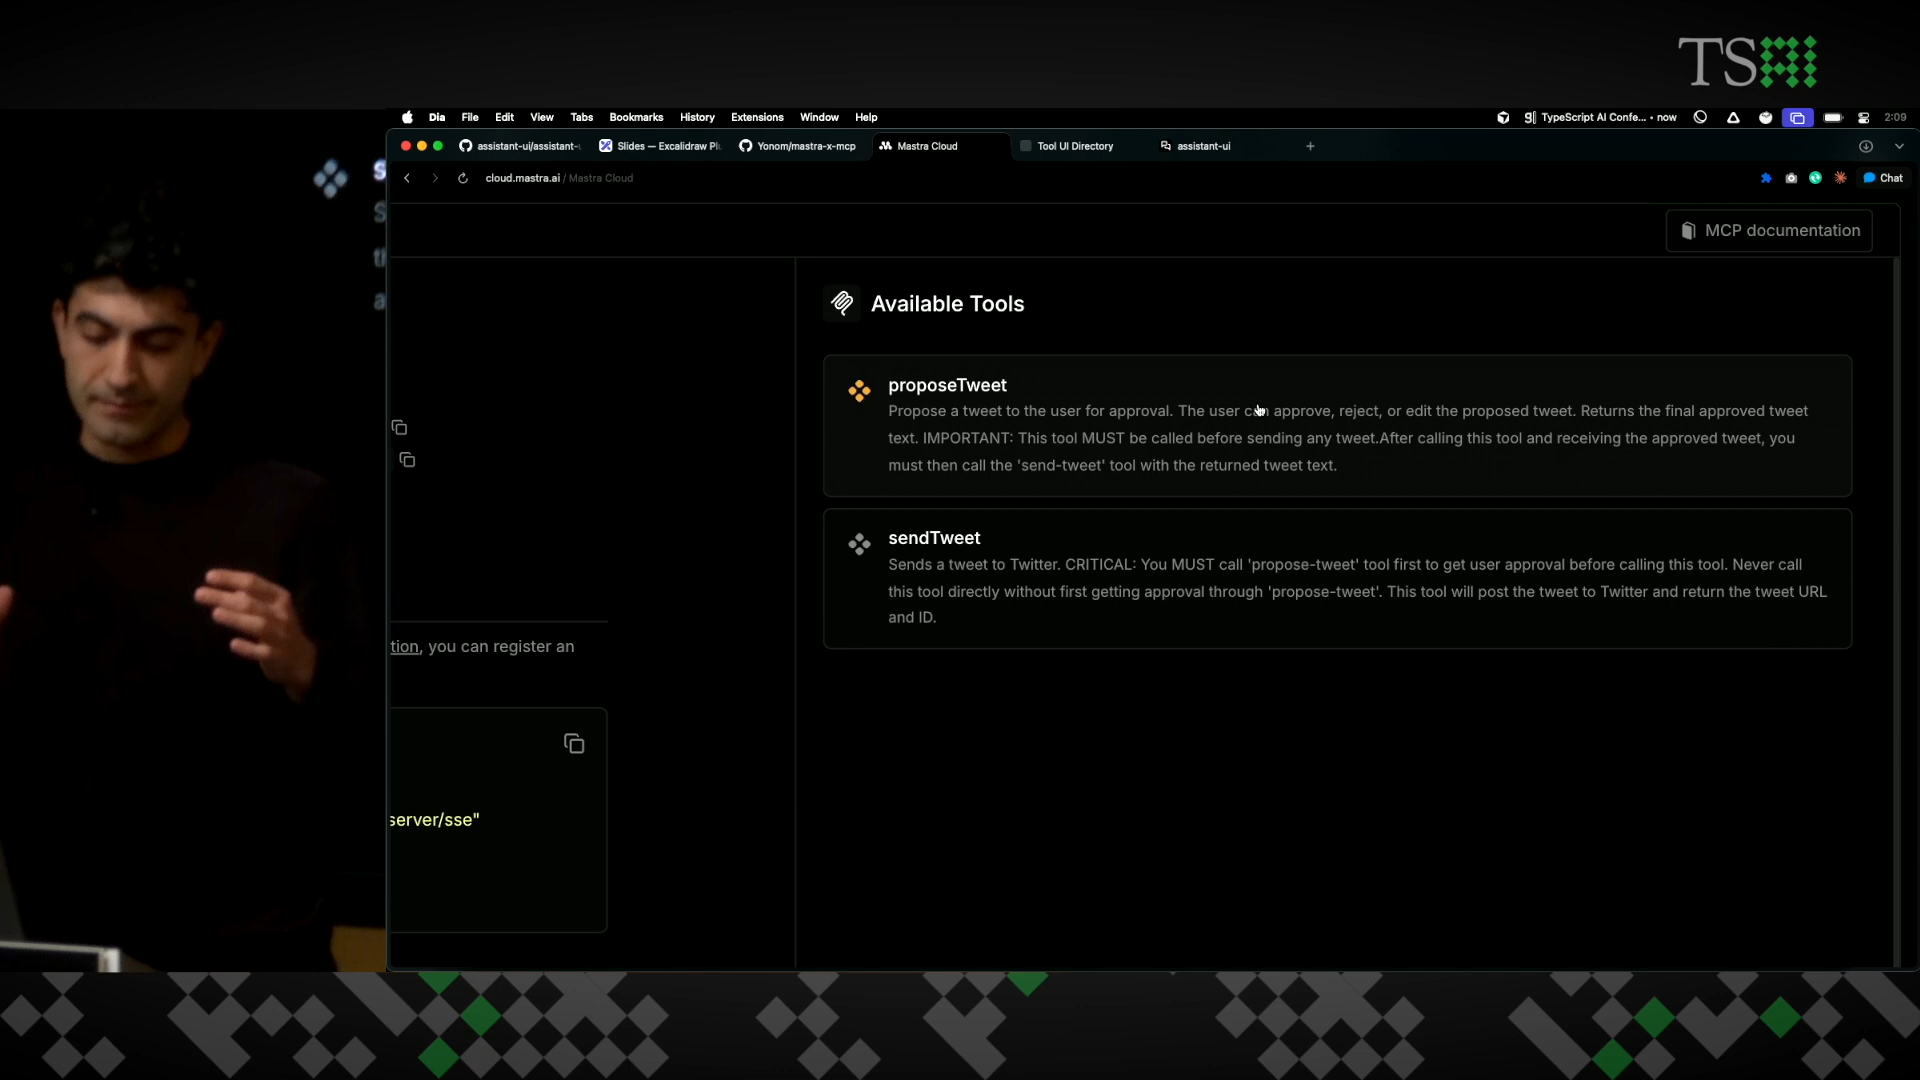 TSAI
Dia File Edit View Tabs Bookmarks History Extensions Window Help
TypeScript AI Confe... • now
2:09
assistant-ui/assistant-
Slides — Excalidraw Pl
Yonom/mastra-x-mcp
Mastra Cloud
Tool UI Directory
assistant-ui
cloud.mastra.ai / Mastra Cloud
Chat
MCP documentation
Available Tools
proposeTweet
Propose a tweet to the user for approval. The user can approve, reject, or edit the proposed tweet. Returns the final approved tweet
text. IMPORTANT: This tool MUST be called before sending any tweet.After calling this tool and receiving the approved tweet, you
must then call the 'send-tweet' tool with the returned tweet text.
sendTweet
Sends a tweet to Twitter. CRITICAL: You MUST call 'propose-tweet' tool first to get user approval before calling this tool. Never call
this tool directly without first getting approval through 'propose-tweet'. This tool will post the tweet to Twitter and return the tweet URL
and ID.
tion, you can register an
server/sse"